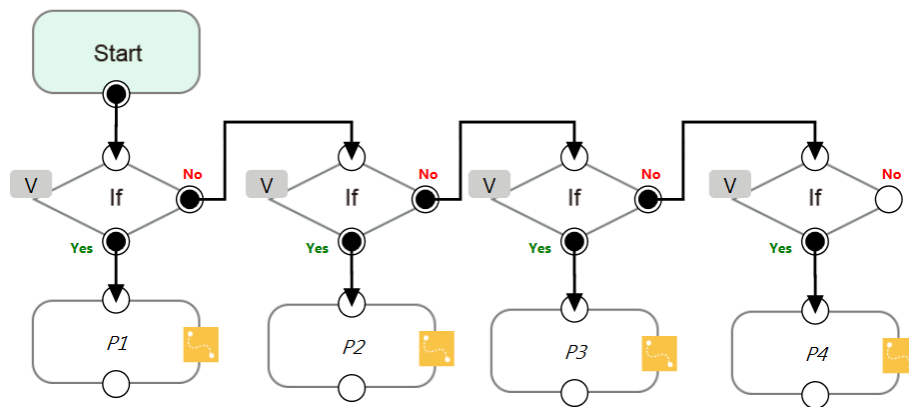 Start
V
If
No
Yes
V
If
No
Yes
V
If
No
Yes
V
If
No
Yes
P1
P2
P3
P4